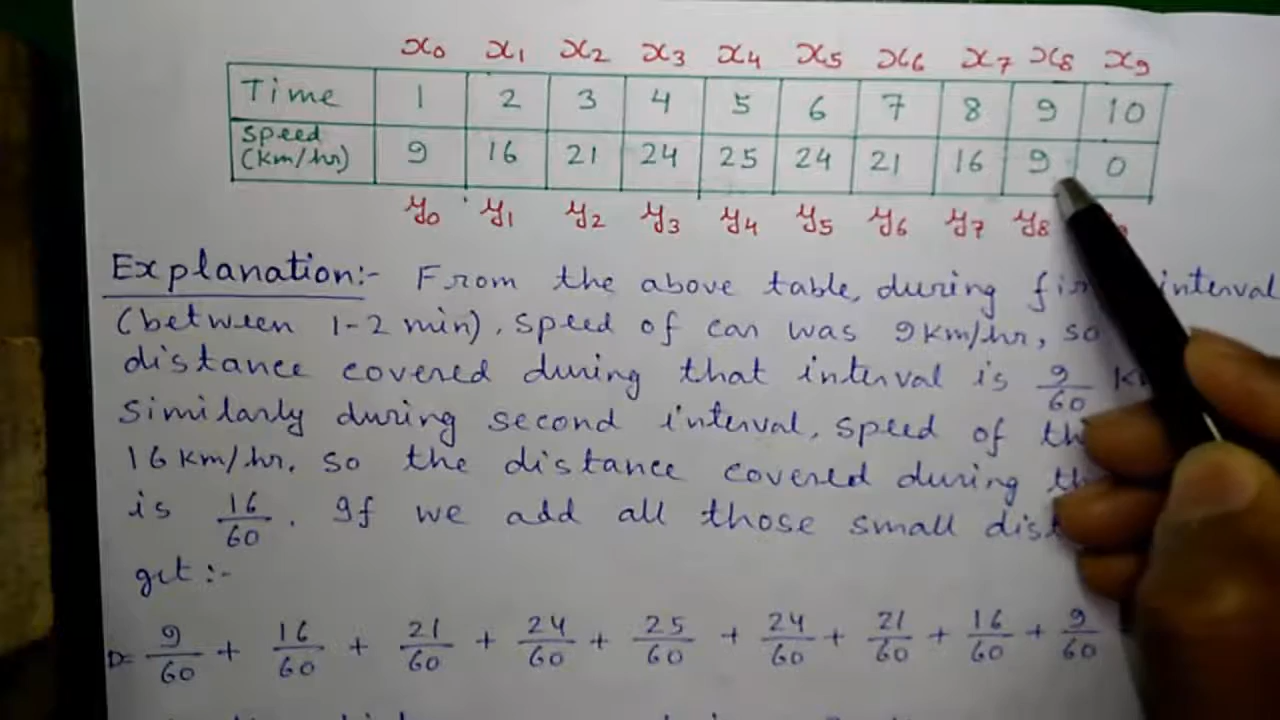 x0 x1 x2 x3 x4 x5 x6 x7 x8 x9
Time 1 2 3 4 5 6 7 8 9 10
Speed (km/hr) 9 16 21 24 25 24 21 16 9 0
y0 y1 y2 y3 y4 y5 y6 y7 y8
Explanation:- From the above table, during interval
(between 1-2 min), speed of car was 9 km/hr, so
distance covered during that interval is 9/60
Similarly during second interval, speed of
16 km/hr. so the distance covered during
is 16/60. If we add all those small
get:-
D= 9/60 + 16/60 + 21/60 + 24/60 + 25/60 + 24/60 + 21/60 + 16/60 + 9/60